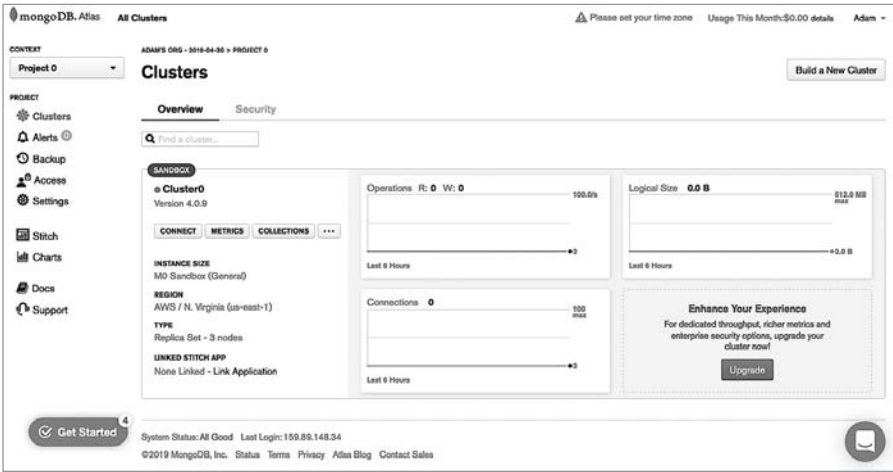 mongoDB. Atlas All Clusters
Please set your time zone Usage This Month:$0.00 details Adam
CONTEXT
Project 0
PROJECT
Clusters
Alerts 0
Backup
Access
Settings
Stitch
Charts
Docs
Support
Get Started 4
ADAM'S ORG - 2018-04-30 > PROJECT 0
Clusters
Build a New Cluster
Overview Security
Find a cluster...
SANDBOX
Cluster0
Version 4.0.9
CONNECT METRICS COLLECTIONS ...
INSTANCE SIZE
M0 Sandbox (General)
REGION
AWS / N. Virginia (us-east-1)
TYPE
Replica Set - 3 nodes
LINKED STITCH APP
None Linked - Link Application
Operations R: 0 W: 0
100.0/s
0
Last 6 Hours
Logical Size 0.0 B
512.0 MB
max
0.0 B
Last 6 Hours
Connections 0
100
max
0
Last 6 Hours
Enhance Your Experience
For dedicated throughput, richer metrics and
enterprise security options, upgrade your
cluster now!
Upgrade
System Status: All Good Last Login: 159.89.148.34
©2019 MongoDB, Inc. Status Terms Privacy Atlas Blog Contact Sales